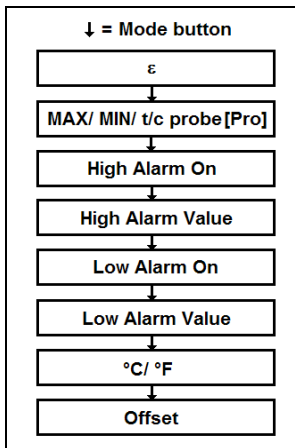 ↓ = Mode button
ε
MAX/ MIN/ t/c probe [Pro]
High Alarm On
High Alarm Value
Low Alarm On
Low Alarm Value
°C/ °F
Offset